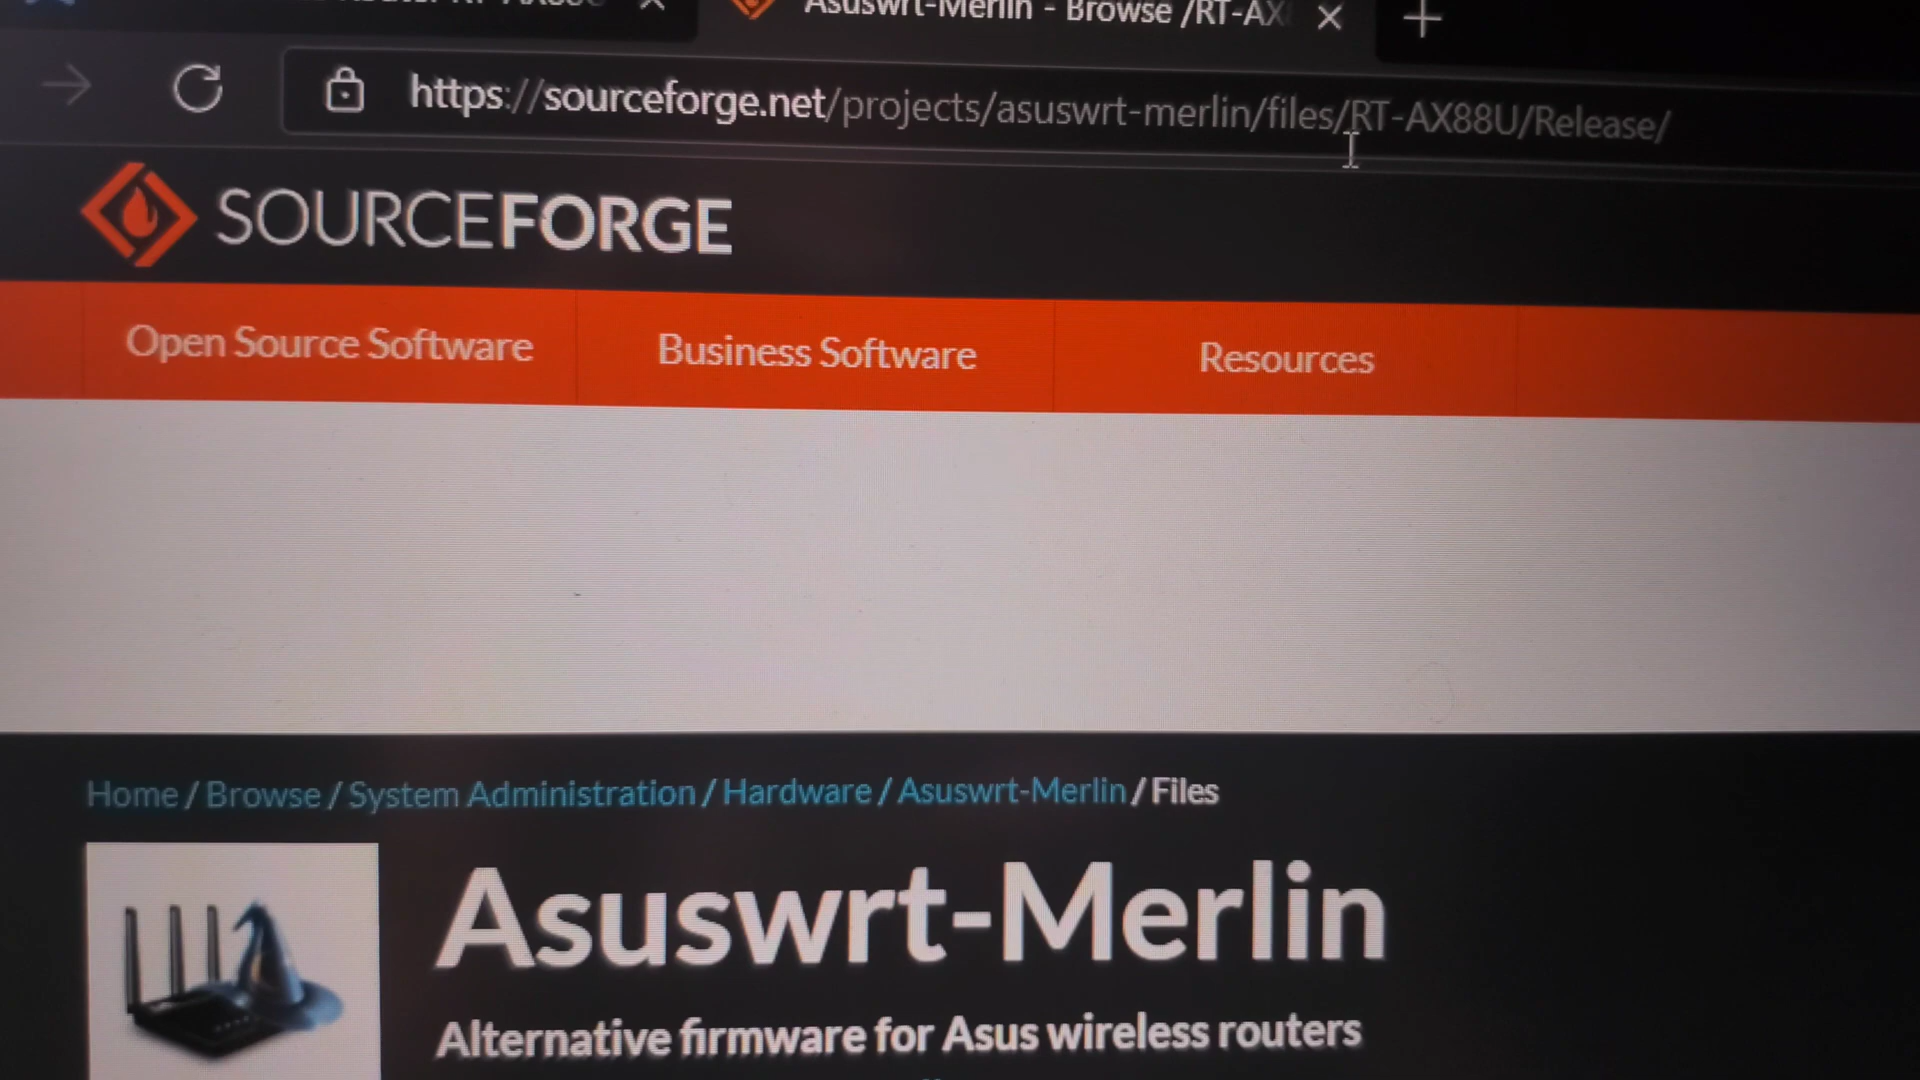 Asuswrt-Merlin - Browse /RT-AX
https://sourceforge.net/projects/asuswrt-merlin/files/RT-AX88U/Release/
SOURCEFORGE
Open Source Software
Business Software
Resources
Home / Browse / System Administration / Hardware / Asuswrt-Merlin / Files
Asuswrt-Merlin
Alternative firmware for Asus wireless routers